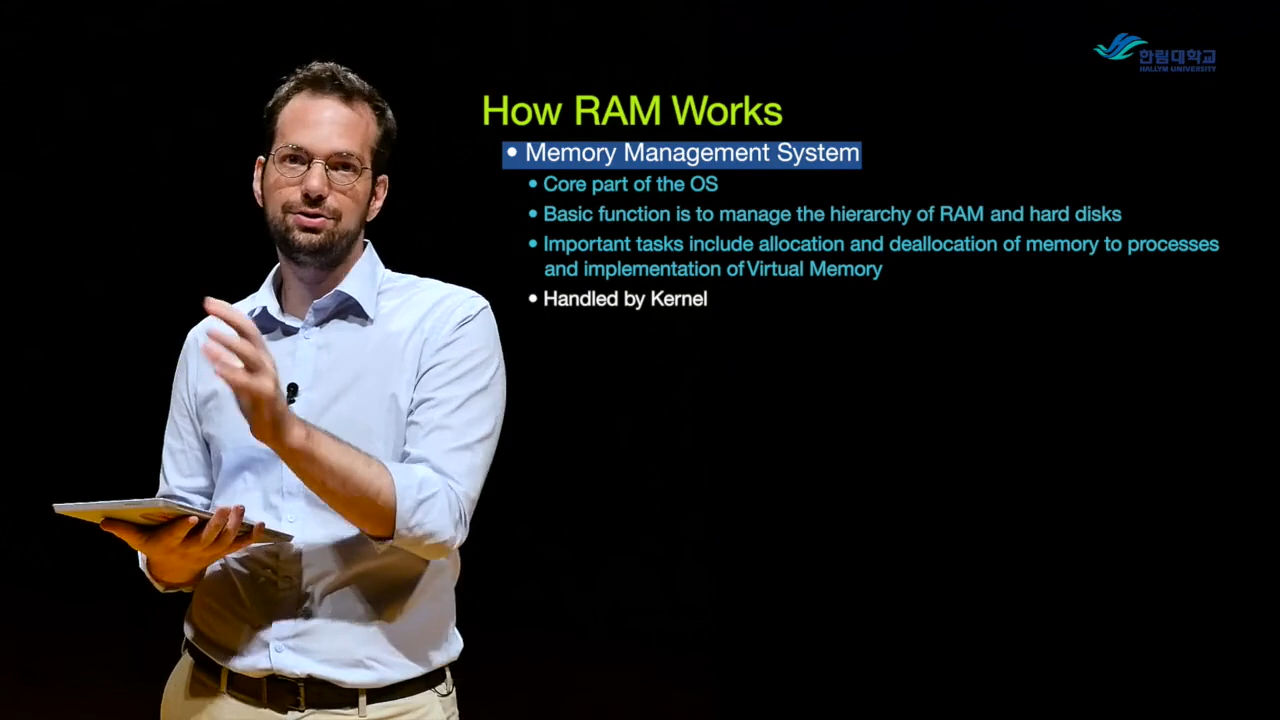 한림대학교
HALLYM UNIVERSITY
How RAM Works
• Memory Management System
• Core part of the OS
• Basic function is to manage the hierarchy of RAM and hard disks
• Important tasks include allocation and deallocation of memory to processes
and implementation of Virtual Memory
• Handled by Kernel